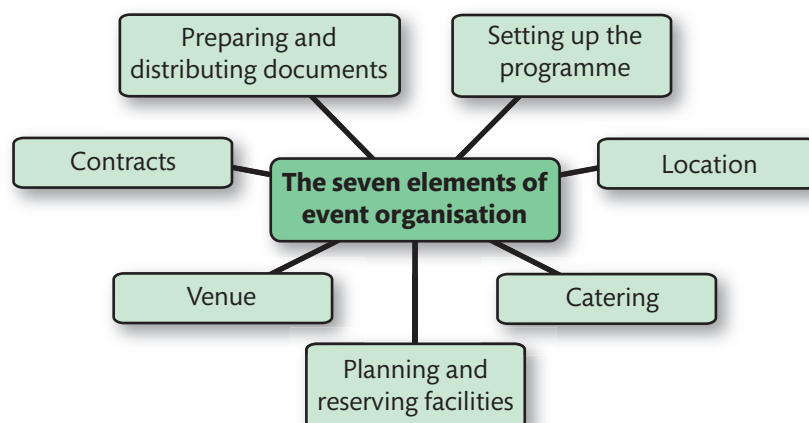 Preparing and
distributing documents
Setting up the
programme
Contracts
The seven elements of
event organisation
Location
Venue
Catering
Planning and
reserving facilities